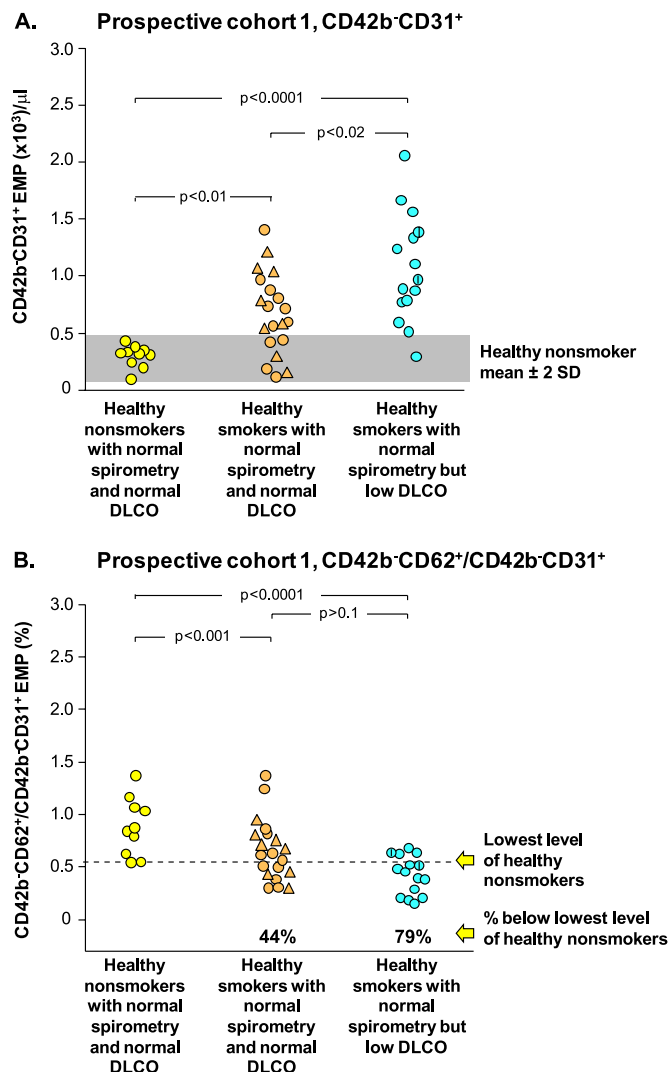 A. Prospective cohort 1, CD42b⁻CD31⁺
CD42b⁻CD31⁺ EMP (x10³)/µl
3.0
2.5
2.0
1.5
1.0
0.5
0
p<0.0001
p<0.02
p<0.01
Healthy nonsmoker
mean ± 2 SD
Healthy
nonsmokers
with normal
spirometry
and normal
DLCO
Healthy
smokers with
normal
spirometry
and normal
DLCO
Healthy
smokers with
normal
spirometry but
low DLCO
B. Prospective cohort 1, CD42b⁻CD62⁺/CD42b⁻CD31⁺
CD42b⁻CD62⁺/CD42b⁻CD31⁺ EMP (%)
3.0
2.5
2.0
1.5
1.0
0.5
0
p<0.0001
p>0.1
p<0.001
Lowest level
of healthy
nonsmokers
% below lowest level
of healthy nonsmokers
44%
79%
Healthy
nonsmokers
with normal
spirometry
and normal
DLCO
Healthy
smokers with
normal
spirometry
and normal
DLCO
Healthy
smokers with
normal
spirometry but
low DLCO